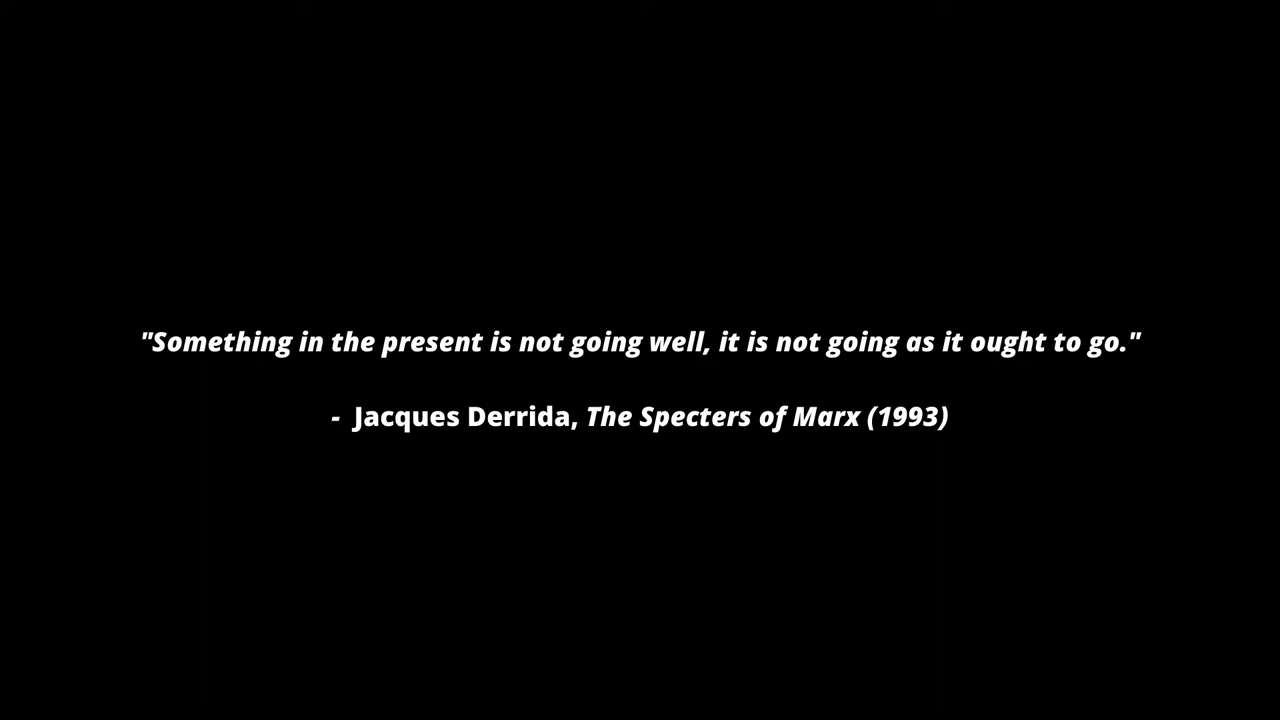 "Something in the present is not going well, it is not going as it ought to go."
- Jacques Derrida, The Specters of Marx (1993)